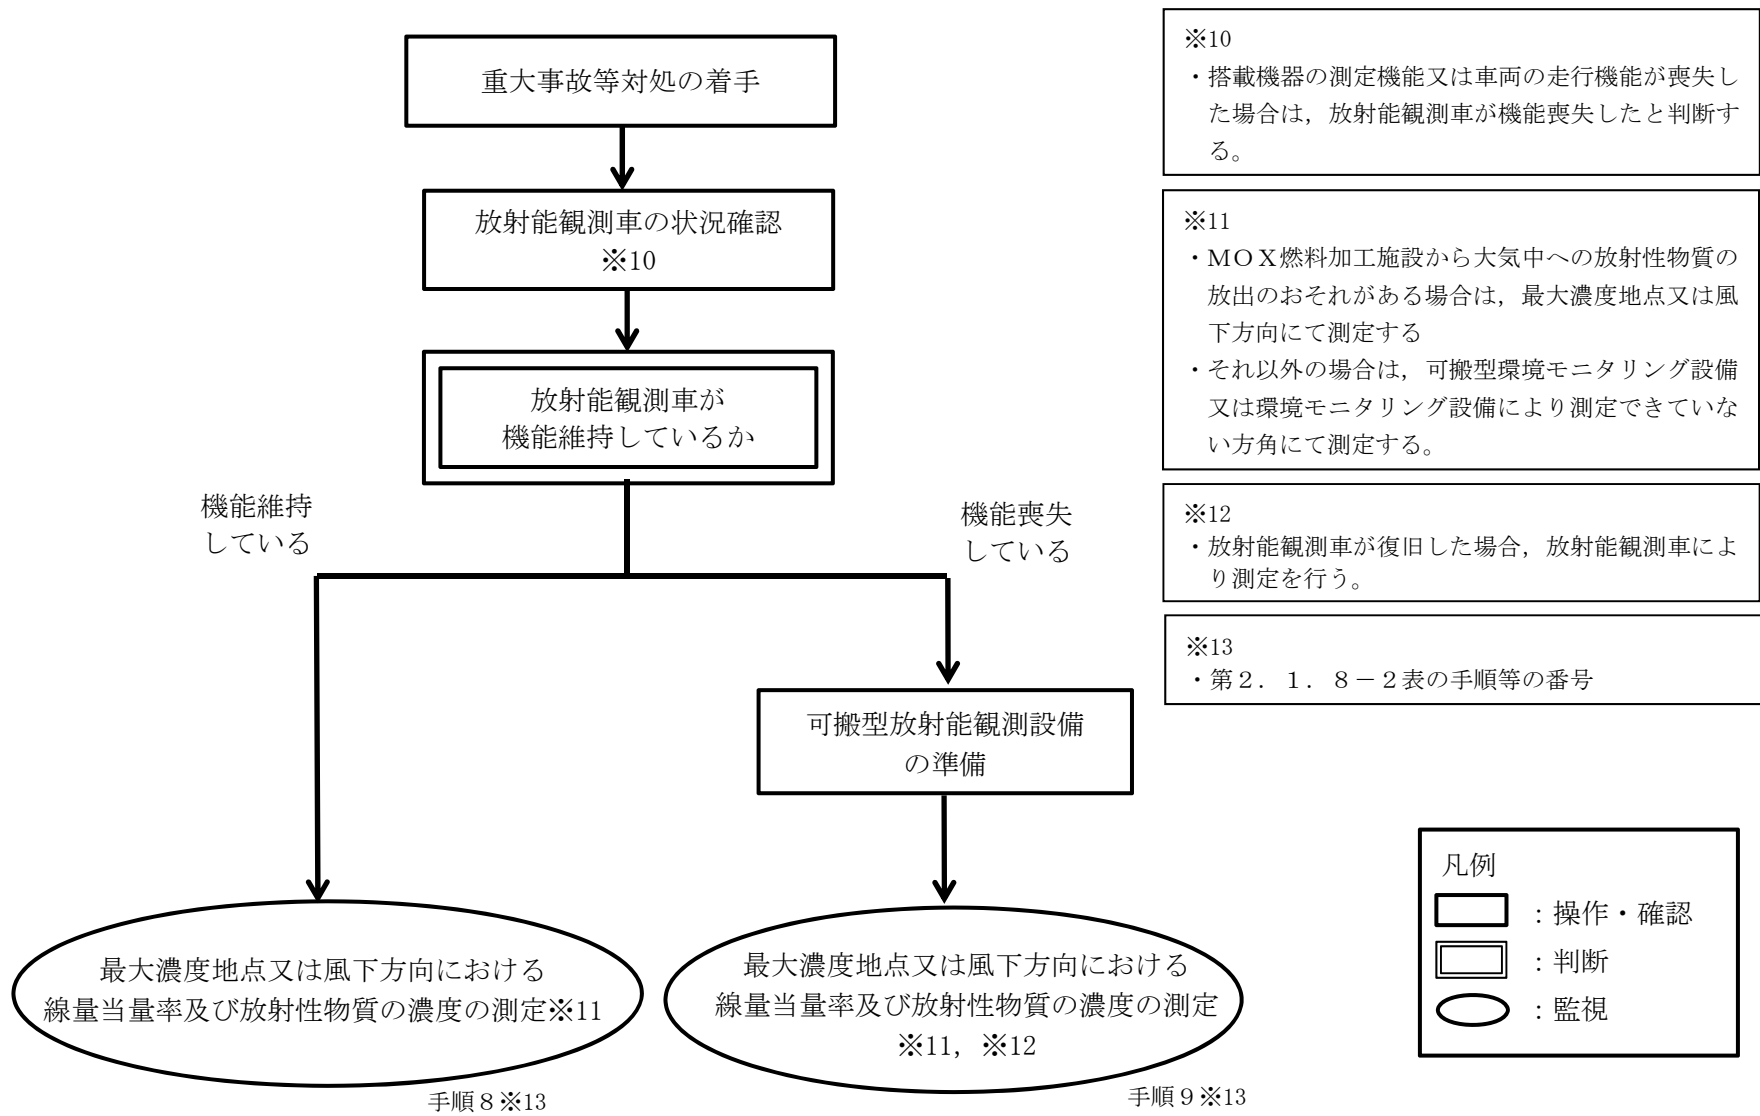 重大事故等対処の着手
放射能観測車の状況確認
※10
放射能観測車が
機能維持しているか
機能維持
している
機能喪失
している
可搬型放射能観測設備
の準備
最大濃度地点又は風下方向における
線量当量率及び放射性物質の濃度の測定※11
手順8※13
最大濃度地点又は風下方向における
線量当量率及び放射性物質の濃度の測定
※11，※12
手順9※13
※10
・搭載機器の測定機能又は車両の走行機能が喪失し
た場合は，放射能観測車が機能喪失したと判断す
る。
※11
・ＭＯＸ燃料加工施設から大気中への放射性物質の
放出のおそれがある場合は，最大濃度地点又は風
下方向にて測定する
・それ以外の場合は，可搬型環境モニタリング設備
又は環境モニタリング設備により測定できていな
い方角にて測定する。
※12
・放射能観測車が復旧した場合，放射能観測車によ
り測定を行う。
※13
・第２．１．８－２表の手順等の番号
凡例
：操作・確認
：判断
：監視